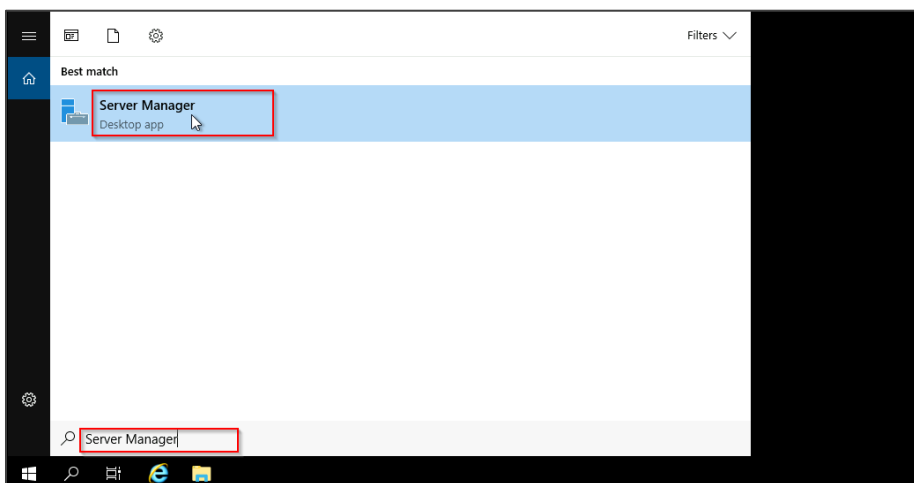 Filters
Best match
Server Manager
Desktop app
Server Manager